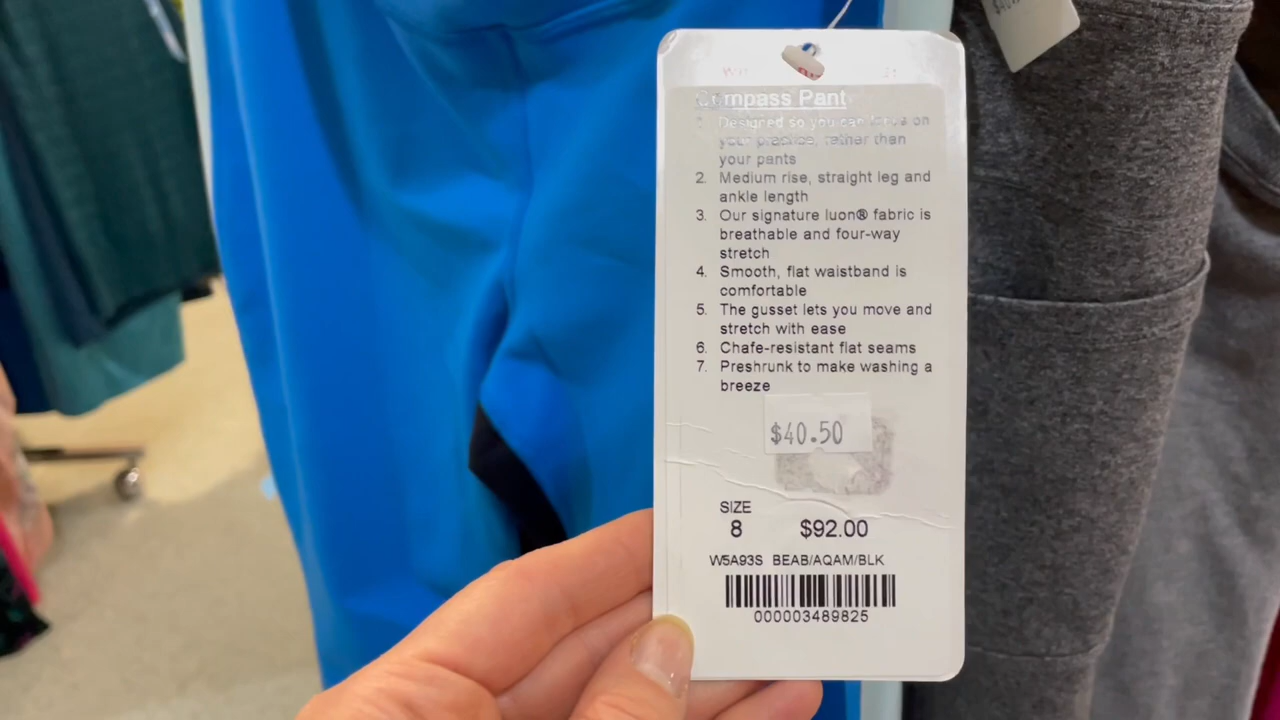 Compass Pant
1. Designed so you can focus on
your practice, rather than
your pants
2. Medium rise, straight leg and
ankle length
3. Our signature luon® fabric is
breathable and four-way
stretch
4. Smooth, flat waistband is
comfortable
5. The gusset lets you move and
stretch with ease
6. Chafe-resistant flat seams
7. Preshrunk to make washing a
breeze
$40.50
SIZE
8 $92.00
W5A93S BEAB/AQAM/BLK
000003489825